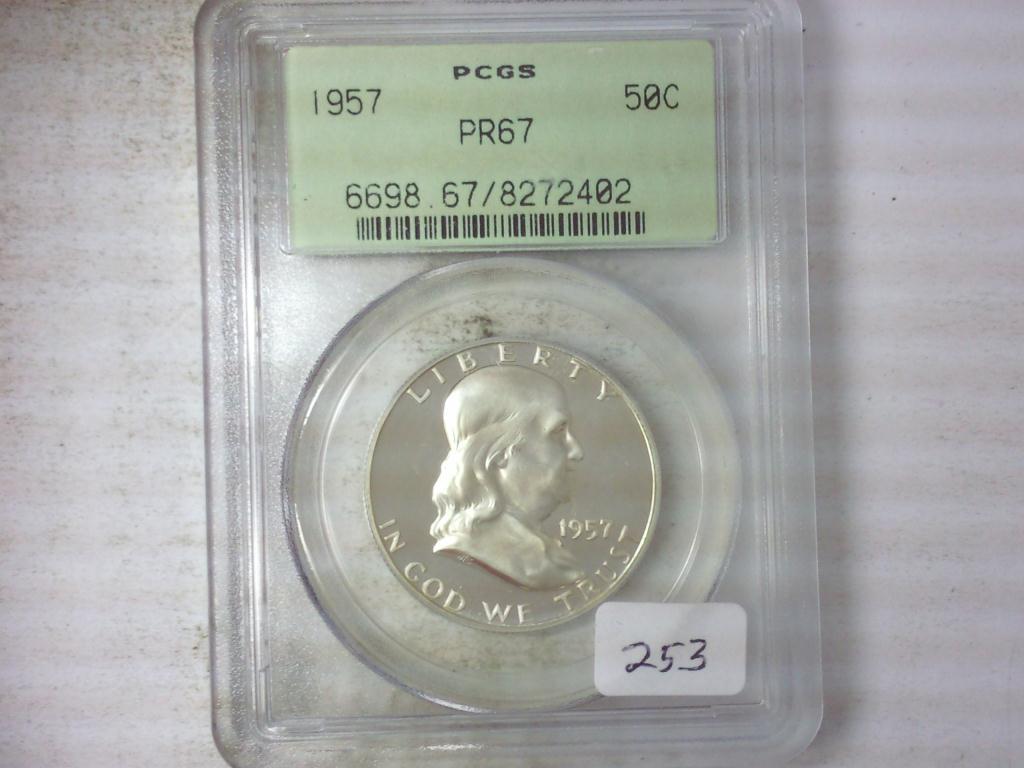 PCGS
1957 50C
PR67
6698.67/8272402
LIBERTY
1957
IN GOD WE TRUST
253